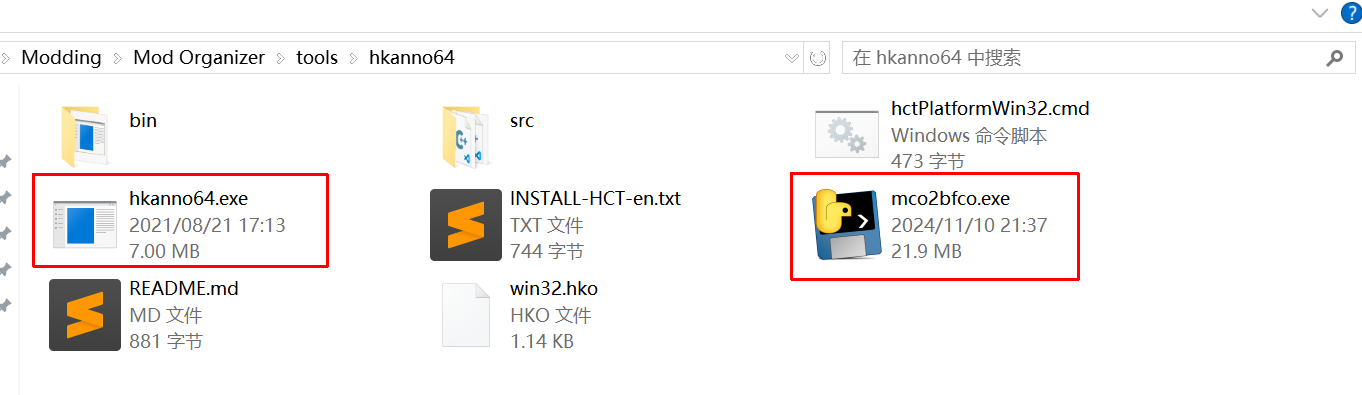 Modding
Mod Organizer
tools
hkanno64
在 hkanno64 中搜索
?
bin
src
hctPlatformWin32.cmd
Windows 命令脚本
473 字节
hkanno64.exe
2021/08/21 17:13
7.00 MB
INSTALL-HCT-en.txt
TXT 文件
744 字节
mco2bfco.exe
2024/11/10 21:37
21.9 MB
README.md
MD 文件
881 字节
win32.hko
HKO 文件
1.14 KB